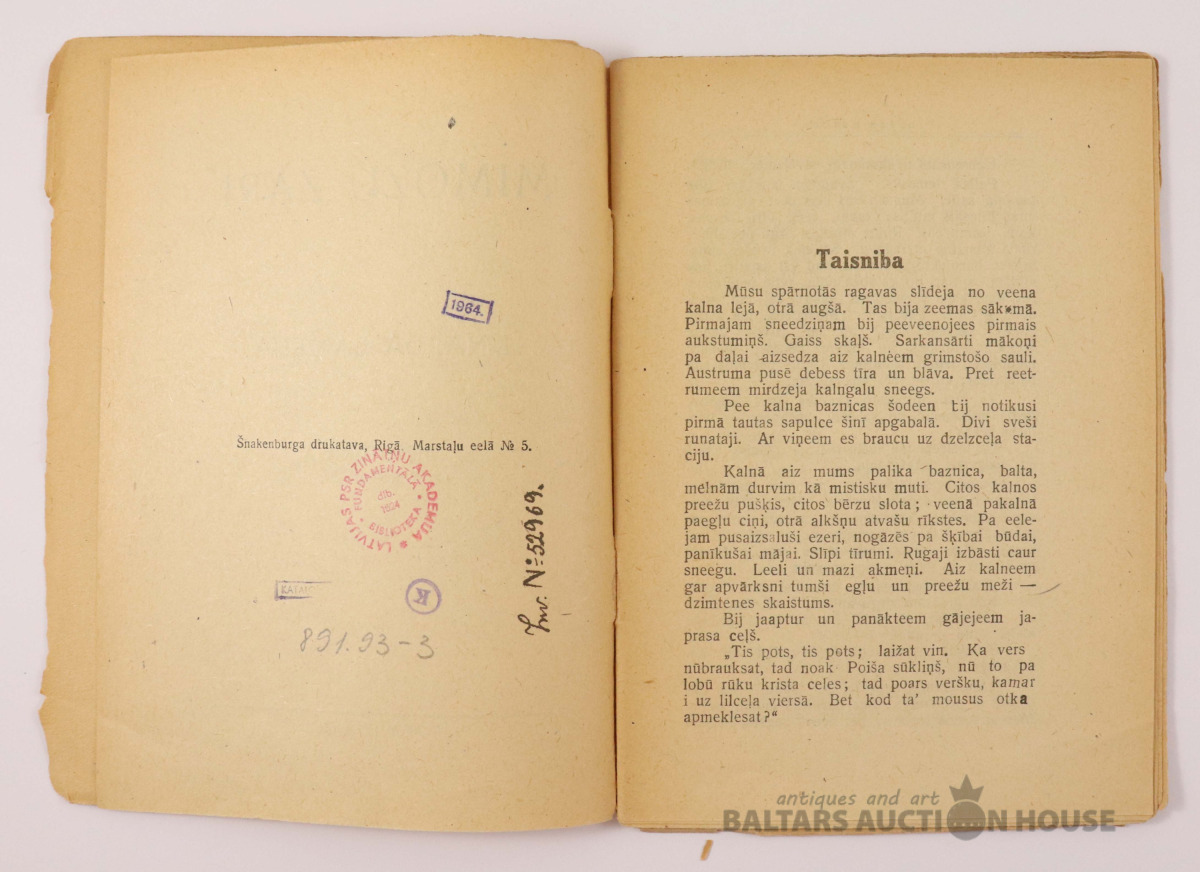 1964.
Šnakenburga drukatava, Rigā, Marstaļu eelā № 5.
LATVIJAS PSR ZINĀTŅU AKADEMIJA
FUNDAMENTĀLĀ
dib.
1524
BIBLIOTEKA
K
891.93-3
Inv. № 52969.
Taisniba
Mūsu spārnotās ragavas slīdeja no veena
kalna lejā, otrā augšā. Tas bija zeemas sākumā.
Pirmajam sneedziņam bij peeveenojees pirmais
aukstumiņš. Gaiss skaļš. Sarkansārti mākoņi
pa daļai aizsedza aiz kalneem grimstošo sauli.
Austruma pusē debess tīra un blāva. Pret reet-
rumeem mirdzeja kalngalu sneegs.
Pee kalna baznicas šodeen bij notikusi
pirmā tautas sapulce šinī apgabalā. Divi sveši
runataji. Ar viņeem es braucu uz dzelzceļa sta-
ciju.
Kalnā aiz mums palika baznica, balta,
melnām durvim kā mistisku muti. Citos kalnos
preežu pušķis, citos bērzu slota; veenā pakalnā
paegļu ciņi, otrā alkšņu atvašu rīkstes. Pa eele-
jam pusaizsaluši ezeri, nogāzēs pa šķībai būdai,
panīkušai mājai. Slīpi tīrumi. Rugaji izbāsti caur
sneegu. Leeli un mazi akmeņi. Aiz kalneem
gar apvārksni tumši egļu un preežu meži —
dzimtenes skaistums.
Bij jaaptur un panākteem gājejeem ja-
prasa ceļš.
„Tis pots, tis pots; laižat vin. Ka vers
nūbrauksat, tad noak Poiša sūkliņš, nū to pa
lobū rūku krista celes; tad poars veršku, kamar
i uz lilceļa viersā. Bet kod ta' mousus otka
apmeklesat?“
antiques and art
BALTARS AUCTION HOUSE